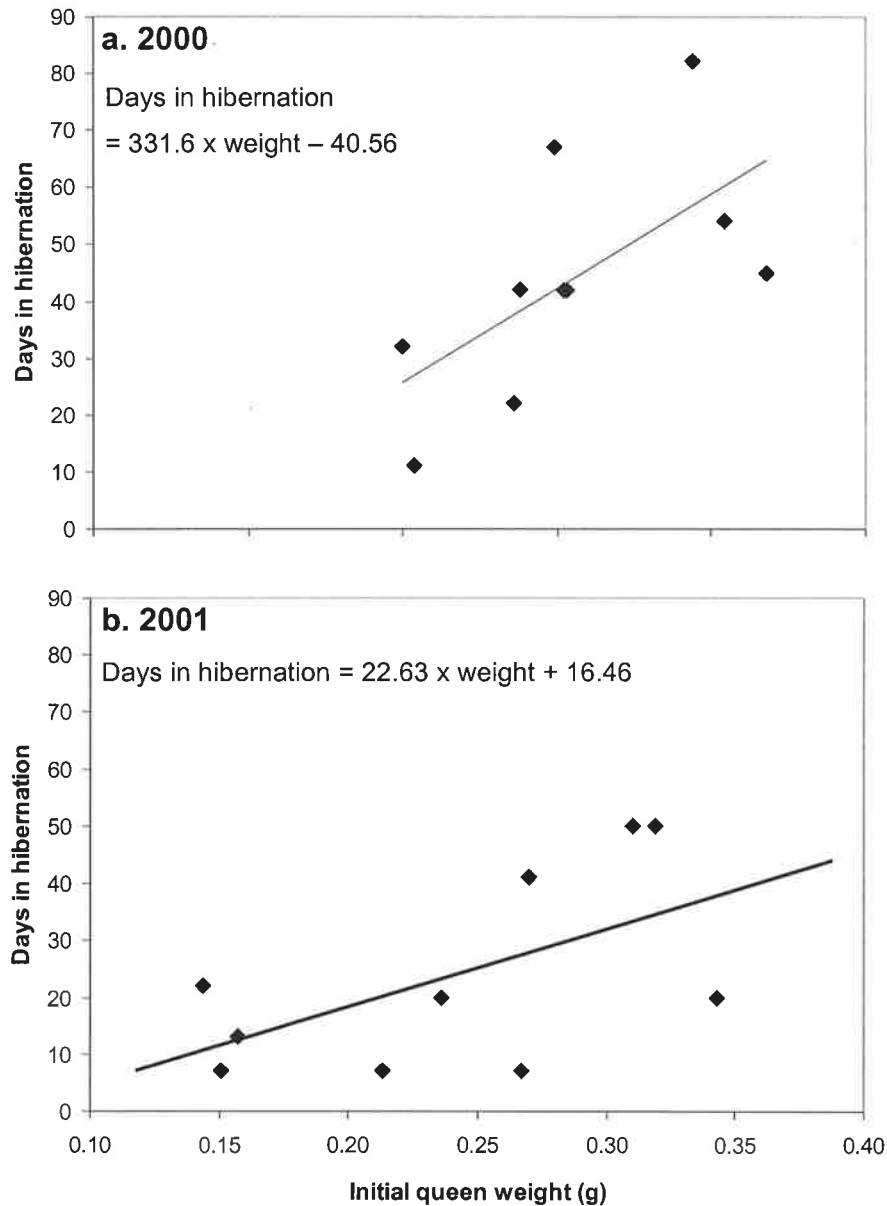 a. 2000
Days in hibernation
= 331.6 x weight – 40.56
Days in hibernation
90
80
70
60
50
40
30
20
10
0
b. 2001
Days in hibernation = 22.63 x weight + 16.46
Days in hibernation
90
80
70
60
50
40
30
20
10
0
0.10 0.15 0.20 0.25 0.30 0.35 0.40
Initial queen weight (g)